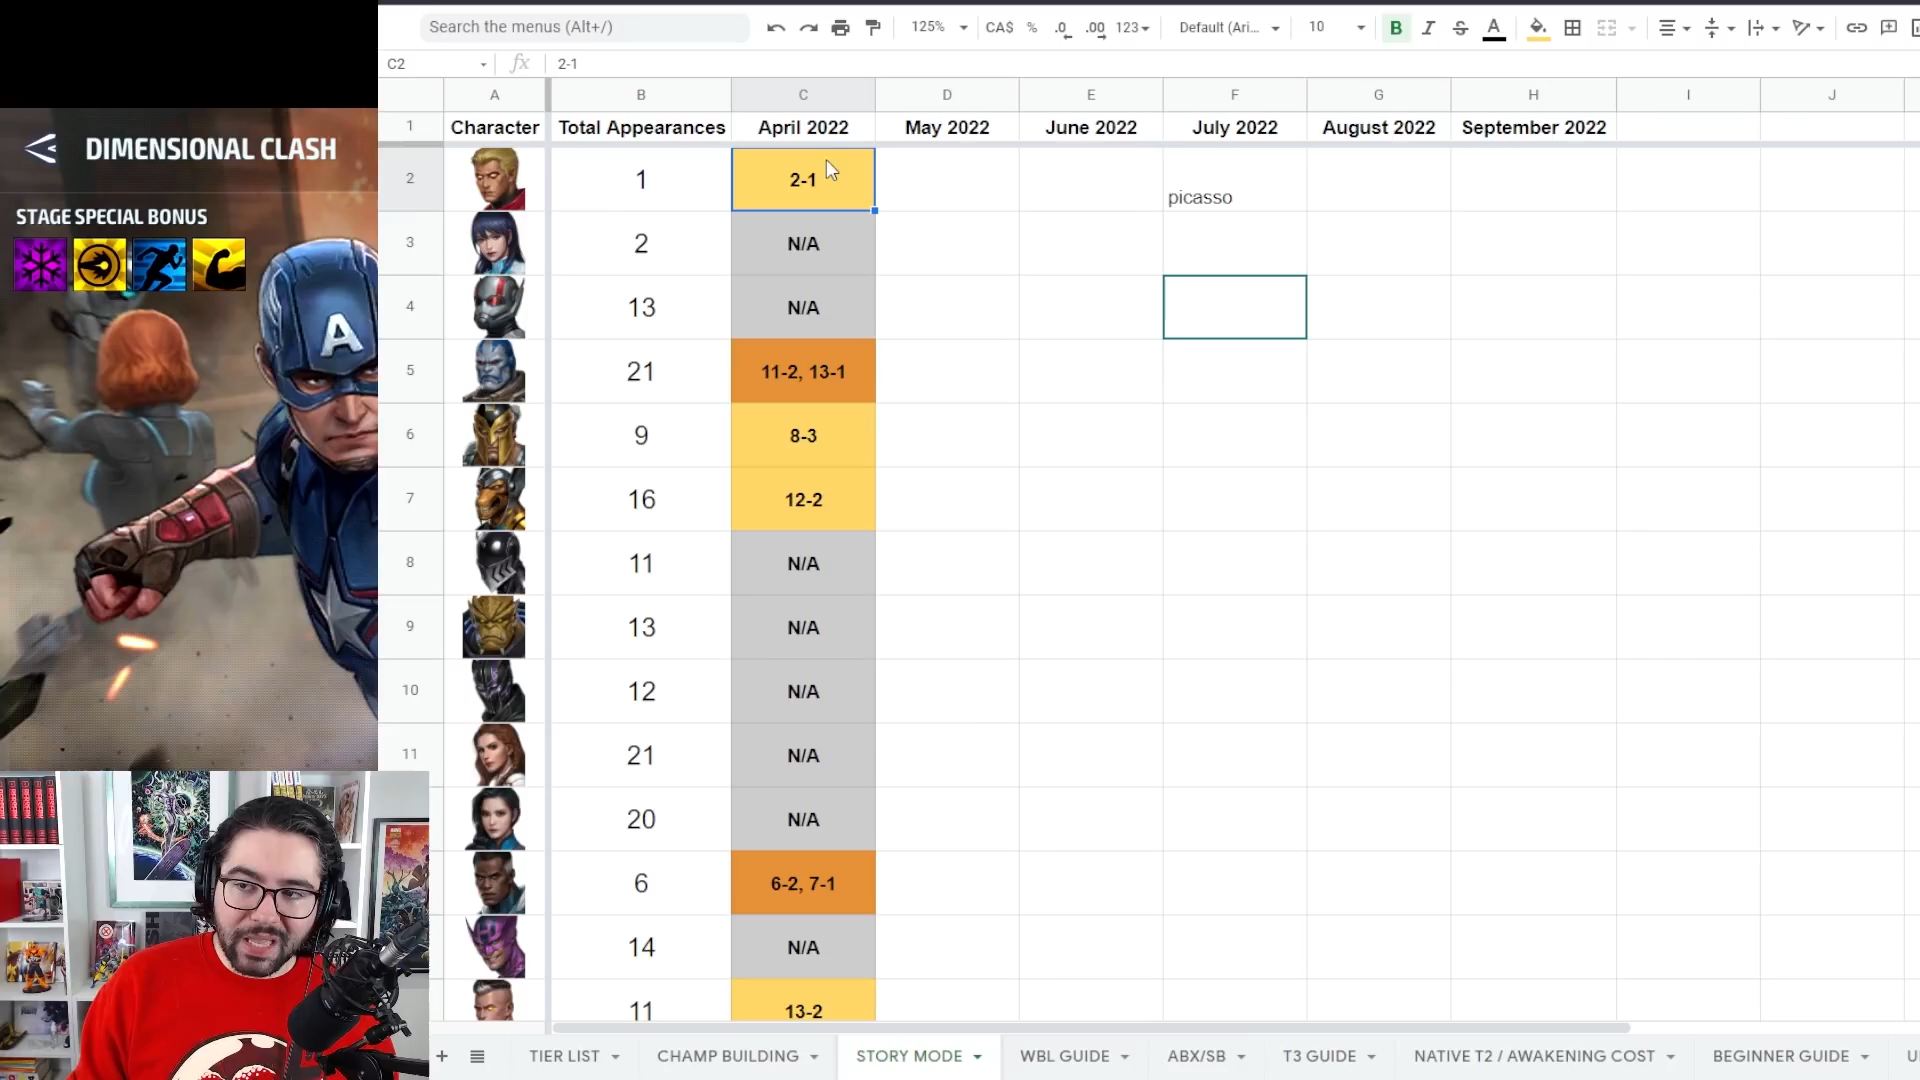 Search the menus (Alt+/)
125%
CA$ % .0 .00 123
Default (Ari...
10
B I S A
C2
fx
2-1
A B C D E F G H I J
1 Character Total Appearances April 2022 May 2022 June 2022 July 2022 August 2022 September 2022
2 1 2-1 picasso
3 2 N/A
4 13 N/A
5 21 11-2, 13-1
6 9 8-3
7 16 12-2
8 11 N/A
9 13 N/A
10 12 N/A
11 21 N/A
20 N/A
6 6-2, 7-1
14 N/A
11 13-2
TIER LIST CHAMP BUILDING STORY MODE WBL GUIDE ABX/SB T3 GUIDE NATIVE T2 / AWAKENING COST BEGINNER GUIDE
DIMENSIONAL CLASH
STAGE SPECIAL BONUS
A